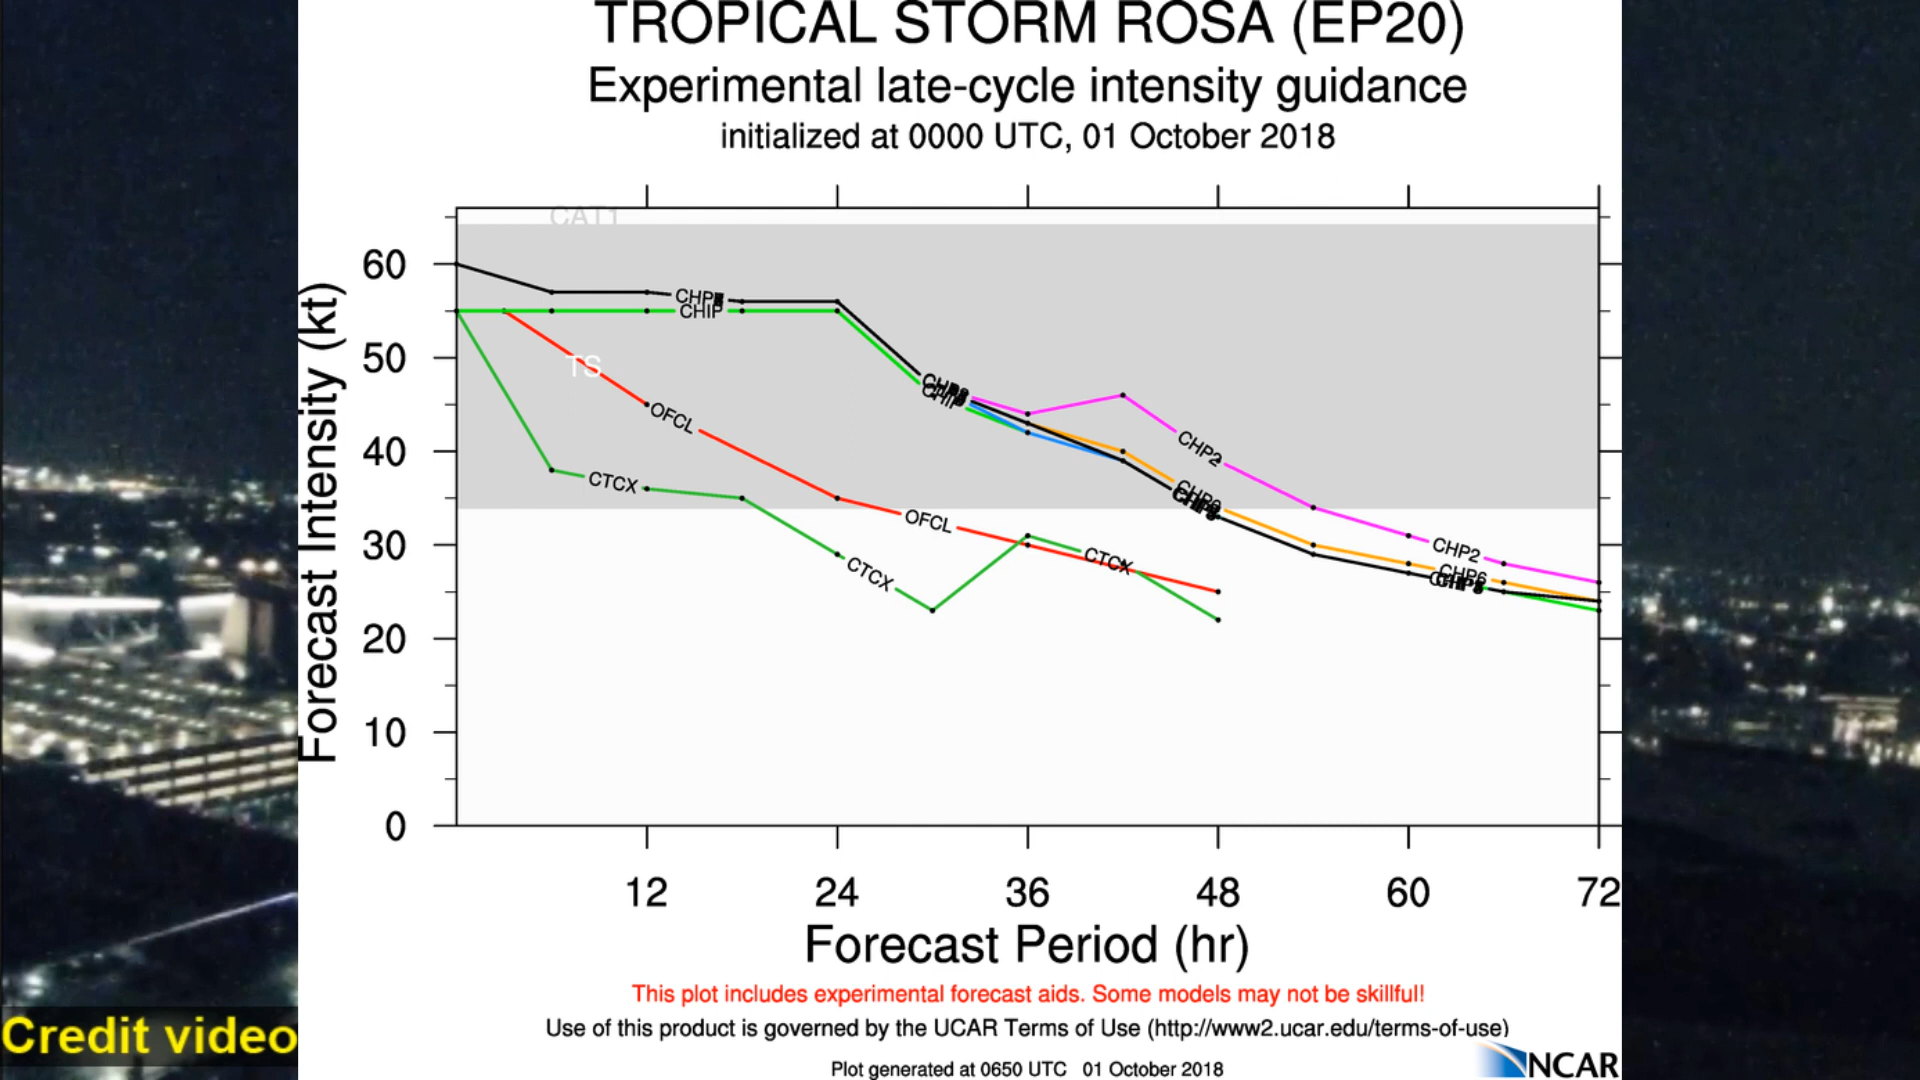 TROPICAL STORM ROSA (EP20)
Experimental late-cycle intensity guidance
initialized at 0000 UTC, 01 October 2018
CAT1
60
50
40
30
20
10
0
Forecast Intensity (kt)
CHIP
TS
OFCL
CTCX
OFCL
CTCX
CTCX
CHIP
CHP2
CHP2
CHP6
12 24 36 48 60 72
Forecast Period (hr)
This plot includes experimental forecast aids. Some models may not be skillful!
Use of this product is governed by the UCAR Terms of Use (http://www2.ucar.edu/terms-of-use)
Plot generated at 0650 UTC 01 October 2018
NCAR
Credit video